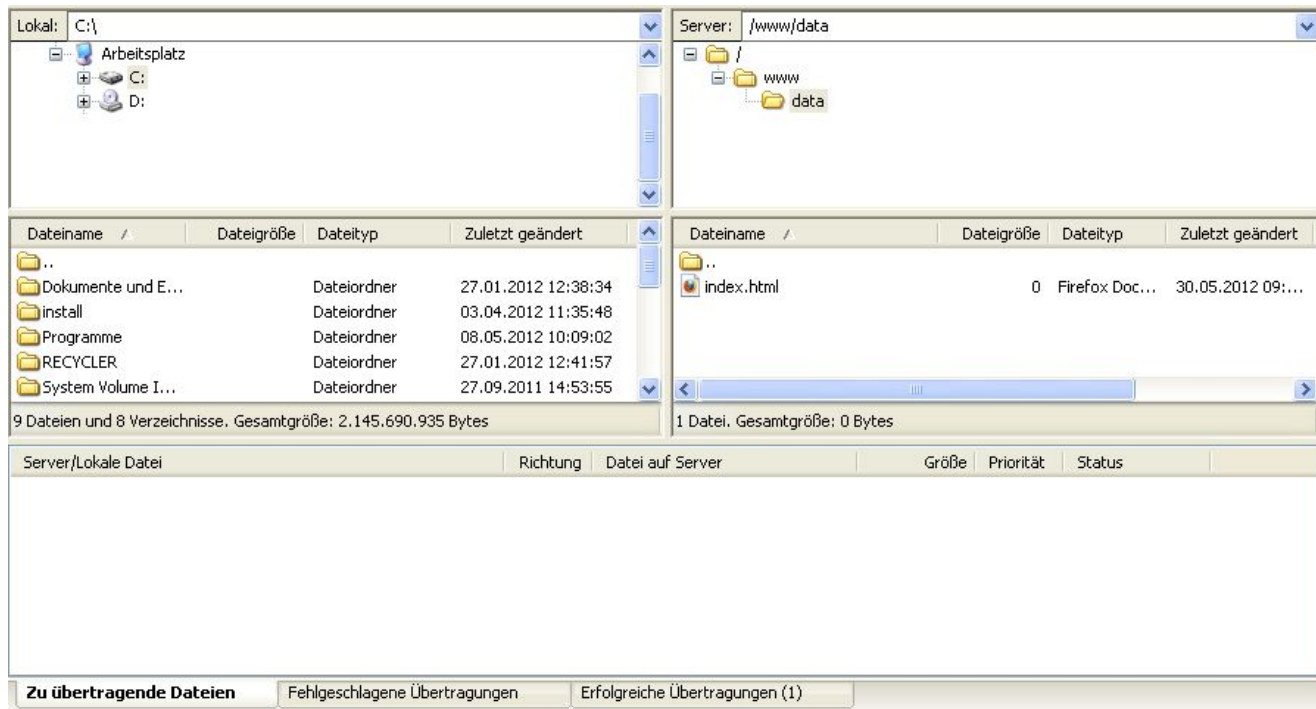 Lokal: C:\
Arbeitsplatz
C:
D:
Server: /www/data
/
www
data
Dateiname Dateigröße Dateityp Zuletzt geändert
..
Dokumente und E... Dateiordner 27.01.2012 12:38:34
install Dateiordner 03.04.2012 11:35:48
Programme Dateiordner 08.05.2012 10:09:02
RECYCLER Dateiordner 27.01.2012 12:41:57
System Volume I... Dateiordner 27.09.2011 14:53:55
9 Dateien und 8 Verzeichnisse. Gesamtgröße: 2.145.690.935 Bytes
Dateiname Dateigröße Dateityp Zuletzt geändert
..
index.html 0 Firefox Doc... 30.05.2012 09:...
1 Datei. Gesamtgröße: 0 Bytes
Server/Lokale Datei Richtung Datei auf Server Größe Priorität Status
Zu übertragende Dateien Fehlgeschlagene Übertragungen Erfolgreiche Übertragungen (1)